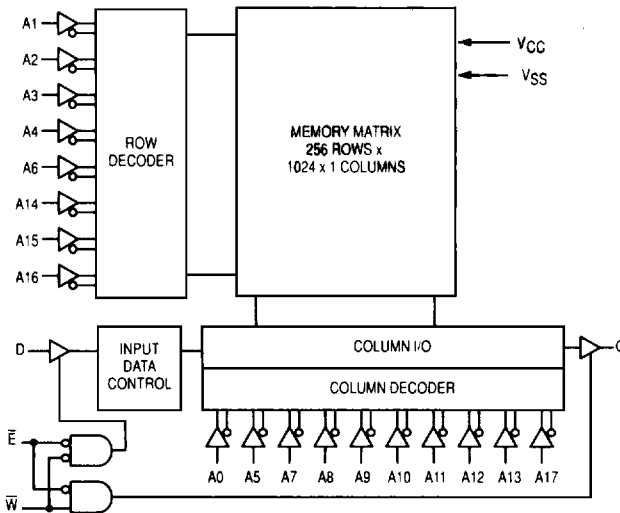 A1
A2
A3
A4
A6
A14
A15
A16
ROW
DECODER
MEMORY MATRIX
256 ROWS x
1024 x 1 COLUMNS
VCC
VSS
D
INPUT
DATA
CONTROL
COLUMN I/O
COLUMN DECODER
E̅
W̅
A0 A5 A7 A8 A9 A10 A11 A12 A13 A17